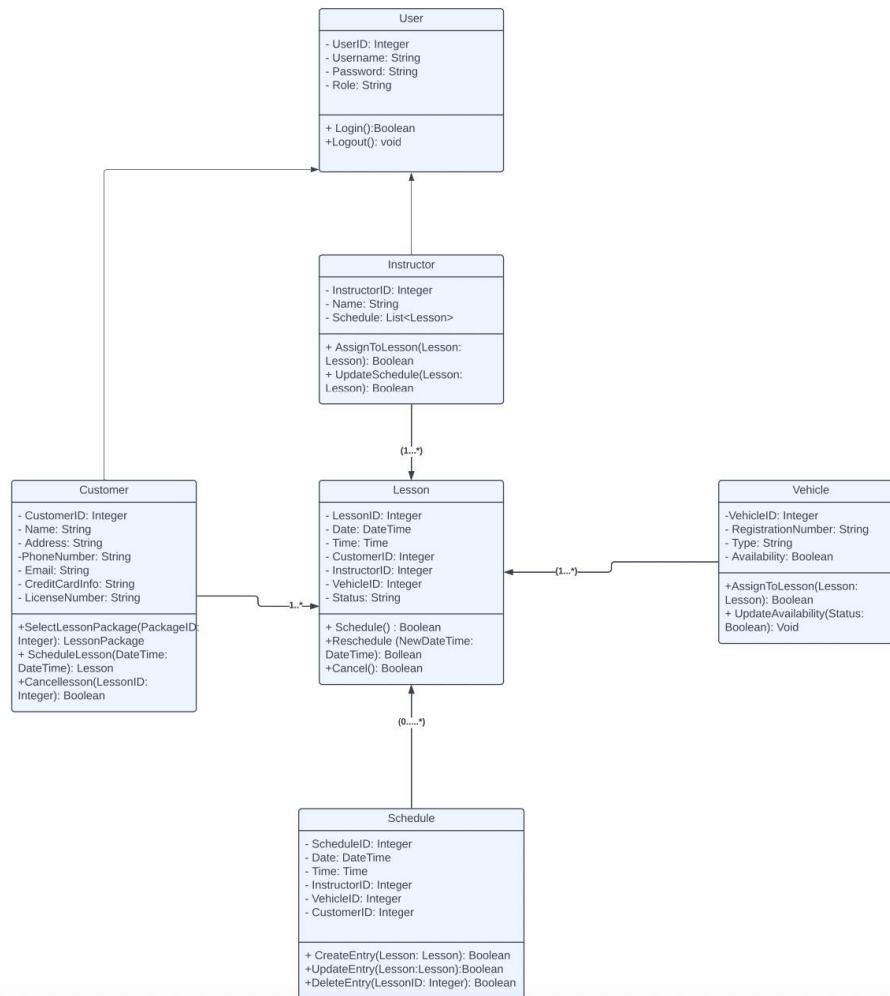 User
- UserID: Integer
- Username: String
- Password: String
- Role: String
+ Login():Boolean
+Logout(): void
Instructor
- InstructorID: Integer
- Name: String
- Schedule: List<Lesson>
+ AssignToLesson(Lesson:
Lesson): Boolean
+ UpdateSchedule(Lesson:
Lesson): Boolean
(1...*)
Customer
- CustomerID: Integer
- Name: String
- Address: String
-PhoneNumber: String
- Email: String
- CreditCardInfo: String
- LicenseNumber: String
+SelectLessonPackage(PackageID:
Integer): LessonPackage
+ ScheduleLesson(DateTime:
DateTime): Lesson
+Cancellesson(LessonID:
Integer): Boolean
1..*
Lesson
- LessonID: Integer
- Date: DateTime
- Time: Time
- CustomerID: Integer
- InstructorID: Integer
- VehicleID: Integer
- Status: String
+ Schedule() : Boolean
+Reschedule (NewDateTime:
DateTime): Bollean
+Cancel(): Boolean
(1...*)
Vehicle
-VehicleID: Integer
- RegistrationNumber: String
- Type: String
- Availability: Boolean
+AssignToLesson(Lesson:
Lesson): Boolean
+ UpdateAvailability(Status:
Boolean): Void
(0.....*)
Schedule
- ScheduleID: Integer
- Date: DateTime
- Time: Time
- InstructorID: Integer
- VehicleID: Integer
- CustomerID: Integer
+ CreateEntry(Lesson: Lesson): Boolean
+UpdateEntry(Lesson:Lesson):Boolean
+DeleteEntry(LessonID: Integer): Boolean